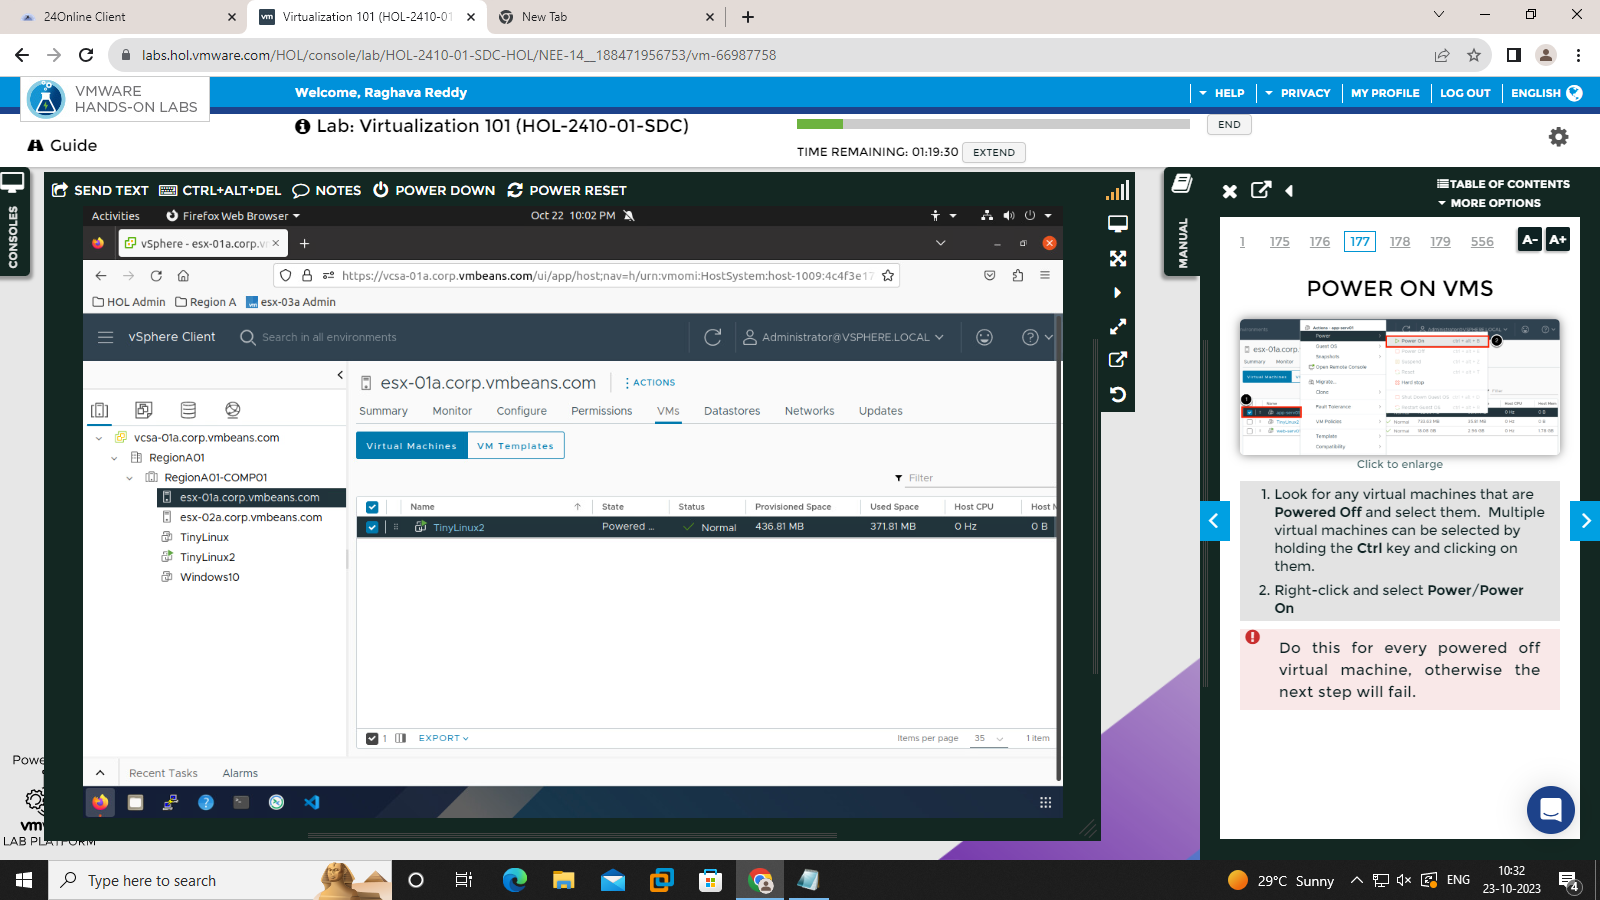 24Online Client
Virtualization 101 (HOL-2410-01
New Tab
labs.hol.vmware.com/HOL/console/lab/HOL-2410-01-SDC-HOL/NEE-14__188471956753/vm-66987758
VMWARE
HANDS-ON LABS
Welcome, Raghava Reddy
HELP
PRIVACY
MY PROFILE
LOG OUT
ENGLISH
Lab: Virtualization 101 (HOL-2410-01-SDC)
END
Guide
TIME REMAINING: 01:19:30
EXTEND
CONSOLES
SEND TEXT
CTRL+ALT+DEL
NOTES
POWER DOWN
POWER RESET
Activities
Firefox Web Browser
Oct 22 10:02 PM
vSphere - esx-01a.corp.v
https://vcsa-01a.corp.vmbeans.com/ui/app/host;nav=h/urn:vmomi:HostSystem:host-1009:4c4f3e17
HOL Admin
Region A
esx-03a Admin
vSphere Client
Search in all environments
Administrator@VSPHERE.LOCAL
esx-01a.corp.vmbeans.com
ACTIONS
Summary
Monitor
Configure
Permissions
VMs
Datastores
Networks
Updates
vcsa-01a.corp.vmbeans.com
RegionA01
RegionA01-COMP01
esx-01a.corp.vmbeans.com
esx-02a.corp.vmbeans.com
TinyLinux
TinyLinux2
Windows10
Virtual Machines
VM Templates
Filter
Name
State
Status
Provisioned Space
Used Space
Host CPU
Host M
TinyLinux2
Powered ...
Normal
436.81 MB
371.81 MB
0 Hz
0 B
1
EXPORT
Items per page
35
1 item
Recent Tasks
Alarms
Powe
vmw
LAB PLATFORM
MANUAL
TABLE OF CONTENTS
MORE OPTIONS
1
175
176
177
178
179
556
A-
A+
POWER ON VMS
Click to enlarge
1. Look for any virtual machines that are
Powered Off and select them. Multiple
virtual machines can be selected by
holding the Ctrl key and clicking on
them.
2. Right-click and select Power/Power
On
Do this for every powered off
virtual machine, otherwise the
next step will fail.
Type here to search
29°C Sunny
ENG
10:32
23-10-2023
4